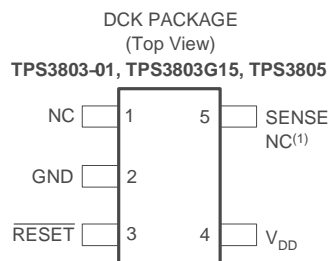 DCK PACKAGE
(Top View)
TPS3803-01, TPS3803G15, TPS3805
NC 1 5 SENSE
NC(1)
GND 2
RESET 3 4 VDD